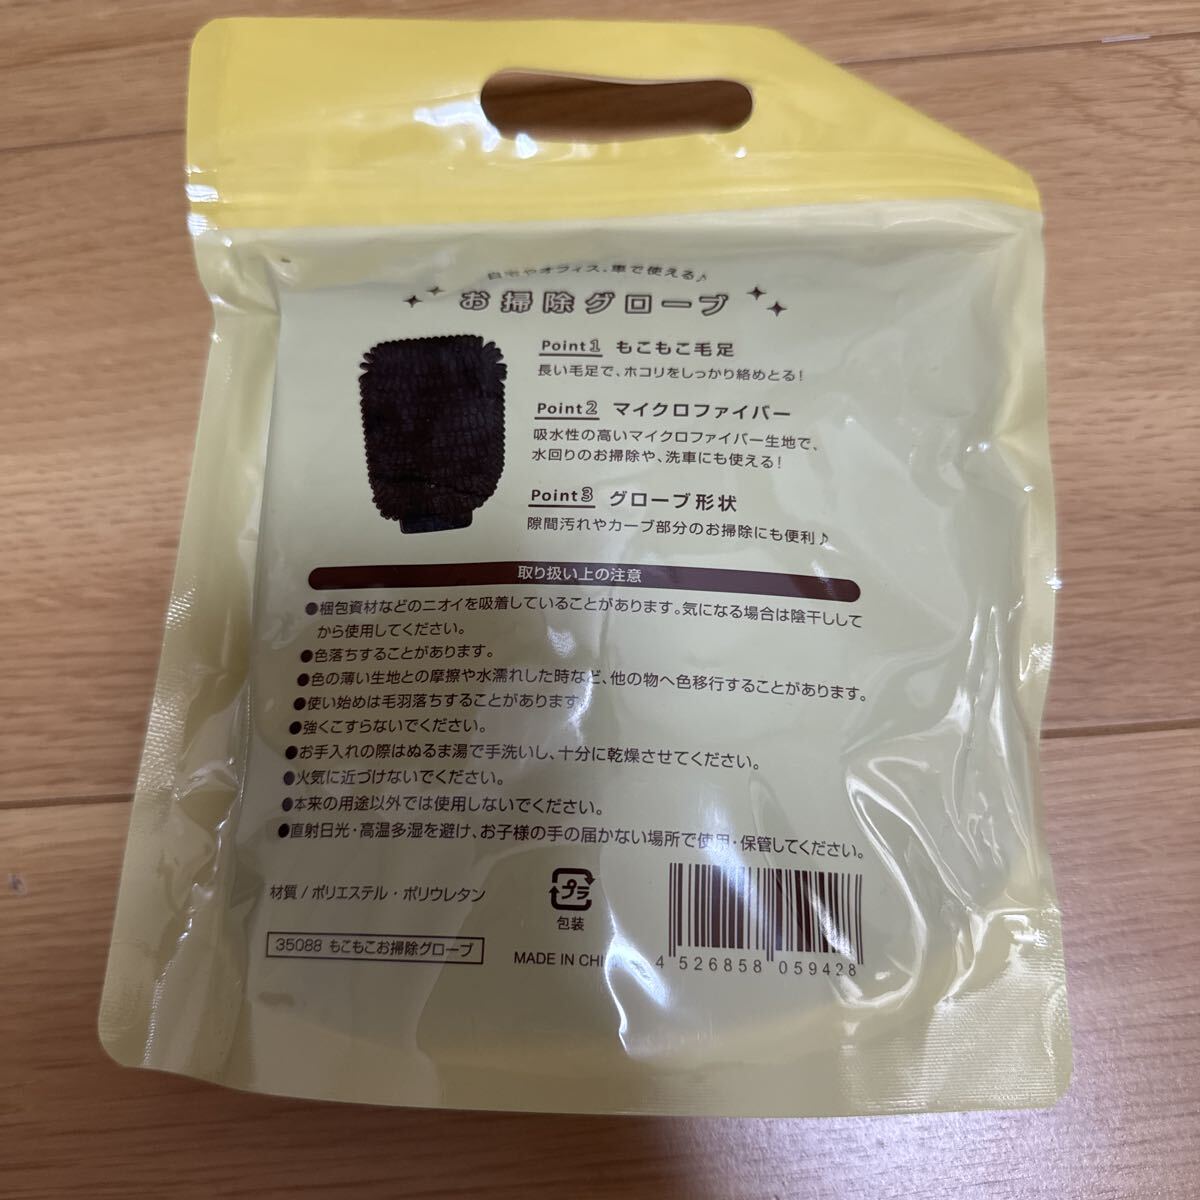 自宅やオフィス、車で使える♪
お掃除グローブ
Point1 もこもこ毛足
長い毛足で、ホコリをしっかり絡めとる!
Point2 マイクロファイバー
吸水性の高いマイクロファイバー生地で、
水回りのお掃除や、洗車にも使える!
Point3 グローブ形状
隙間汚れやカーブ部分のお掃除にも便利♪
取り扱い上の注意
●梱包資材などのニオイを吸着していることがあります。気になる場合は陰干しして
から使用してください。
●色落ちすることがあります。
●色の薄い生地との摩擦や水濡れした時など、他の物へ色移行することがあります。
●使い始めは毛羽落ちすることがあります。
●強くこすらないでください。
●お手入れの際はぬるま湯で手洗いし、十分に乾燥させてください。
●火気に近づけないでください。
●本来の用途以外では使用しないでください。
●直射日光・高温多湿を避け、お子様の手の届かない場所で使用・保管してください。
材質/ポリエステル・ポリウレタン
プラ
包装
35088 もこもこお掃除グローブ
MADE IN CHI
4 526858 059428